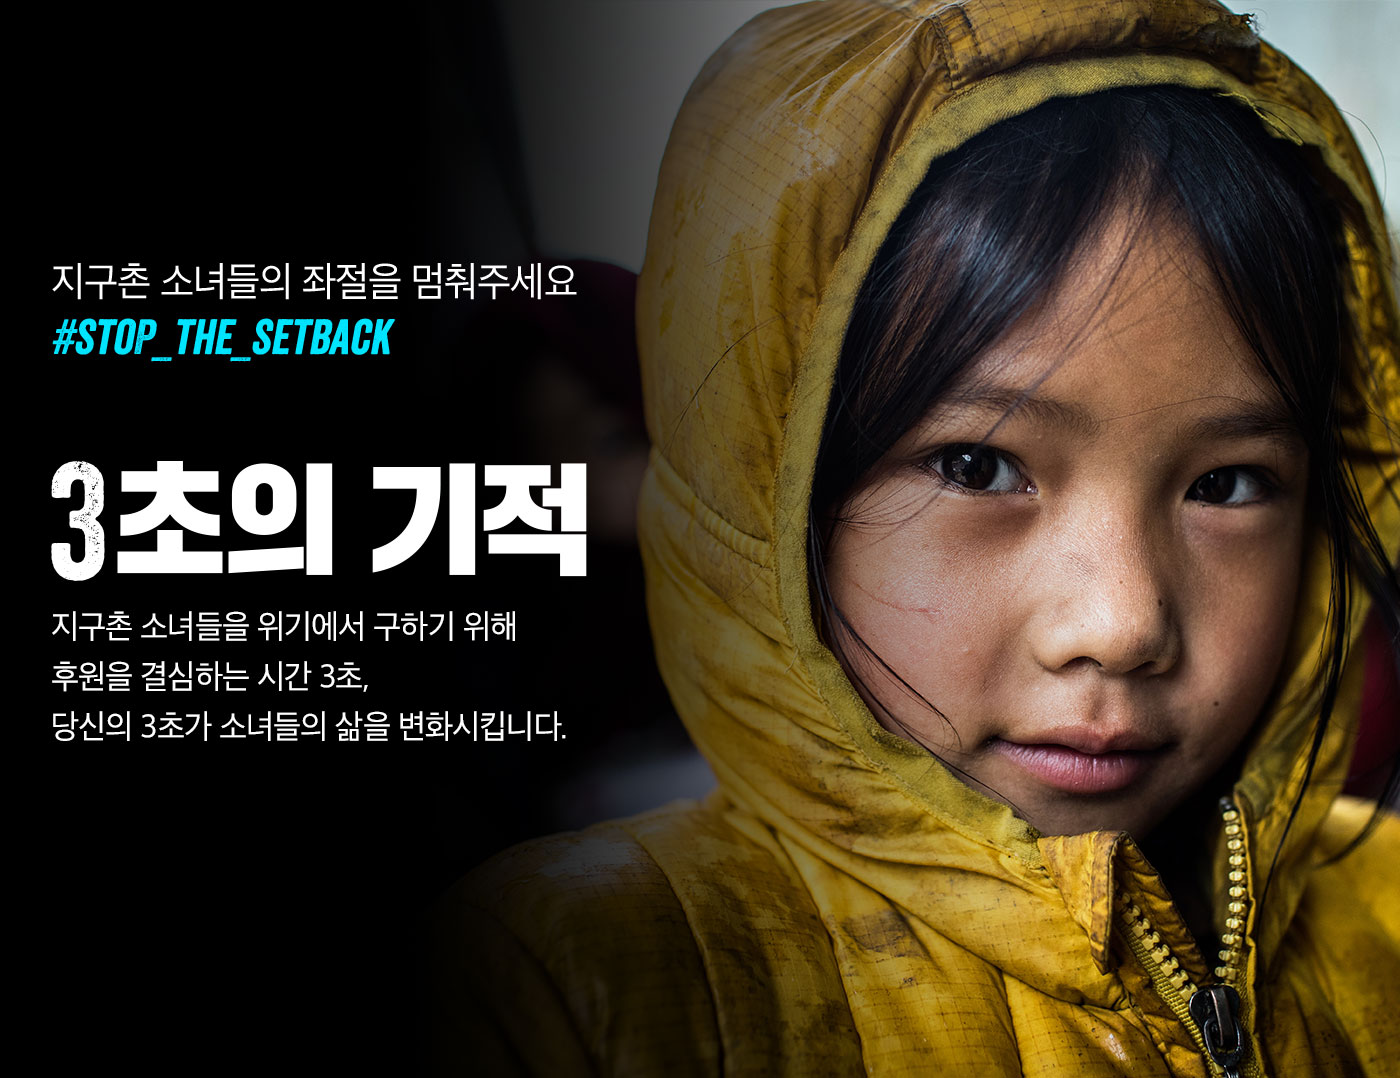 지구촌 소녀들의 좌절을 멈춰주세요
#STOP_THE_SETBACK
3초의 기적
지구촌 소녀들을 위기에서 구하기 위해
후원을 결심하는 시간 3초,
당신의 3초가 소녀들의 삶을 변화시킵니다.